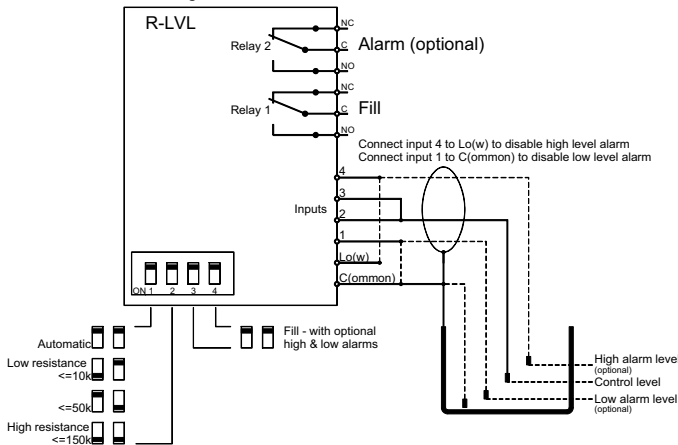 R-LVL
NC
Relay 2
C
Alarm (optional)
NO
NC
Relay 1
C
Fill
NO
Connect input 4 to Lo(w) to disable high level alarm
Connect input 1 to C(ommon) to disable low level alarm
4
3
Inputs
2
1
Lo(w)
C(ommon)
ON 1 2 3 4
Automatic
Fill - with optional
high & low alarms
Low resistance
<=10k
<=50k
High resistance
<=150k
High alarm level
(optional)
Control level
Low alarm level
(optional)